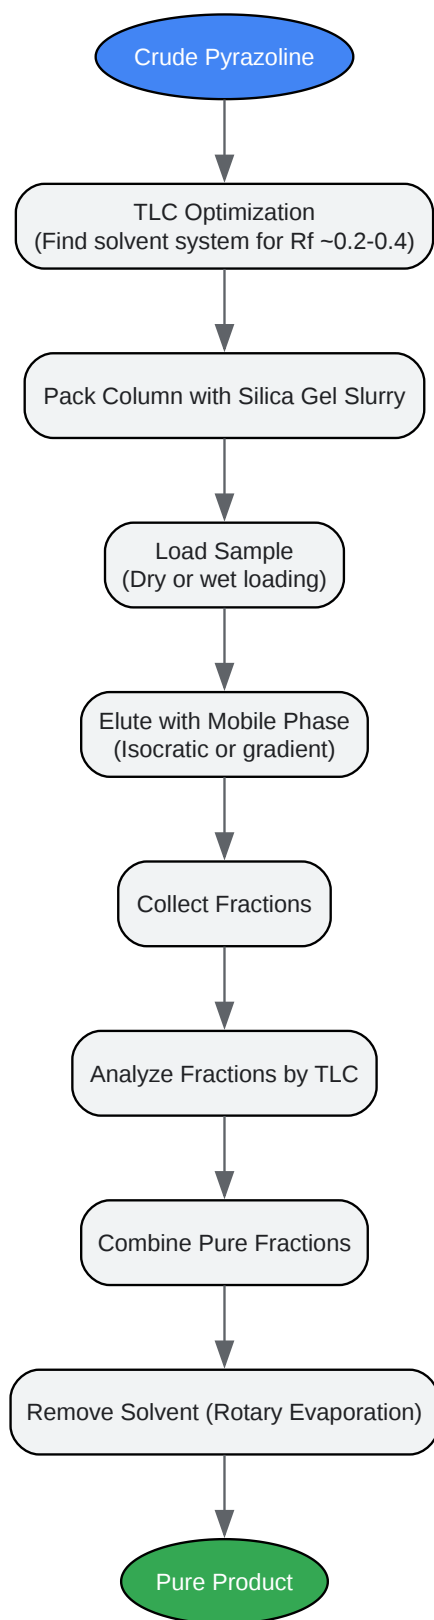 Crude Pyrazoline
TLC Optimization
(Find solvent system for Rf ~0.2-0.4)
Pack Column with Silica Gel Slurry
Load Sample
(Dry or wet loading)
Elute with Mobile Phase
(Isocratic or gradient)
Collect Fractions
Analyze Fractions by TLC
Combine Pure Fractions
Remove Solvent (Rotary Evaporation)
Pure Product